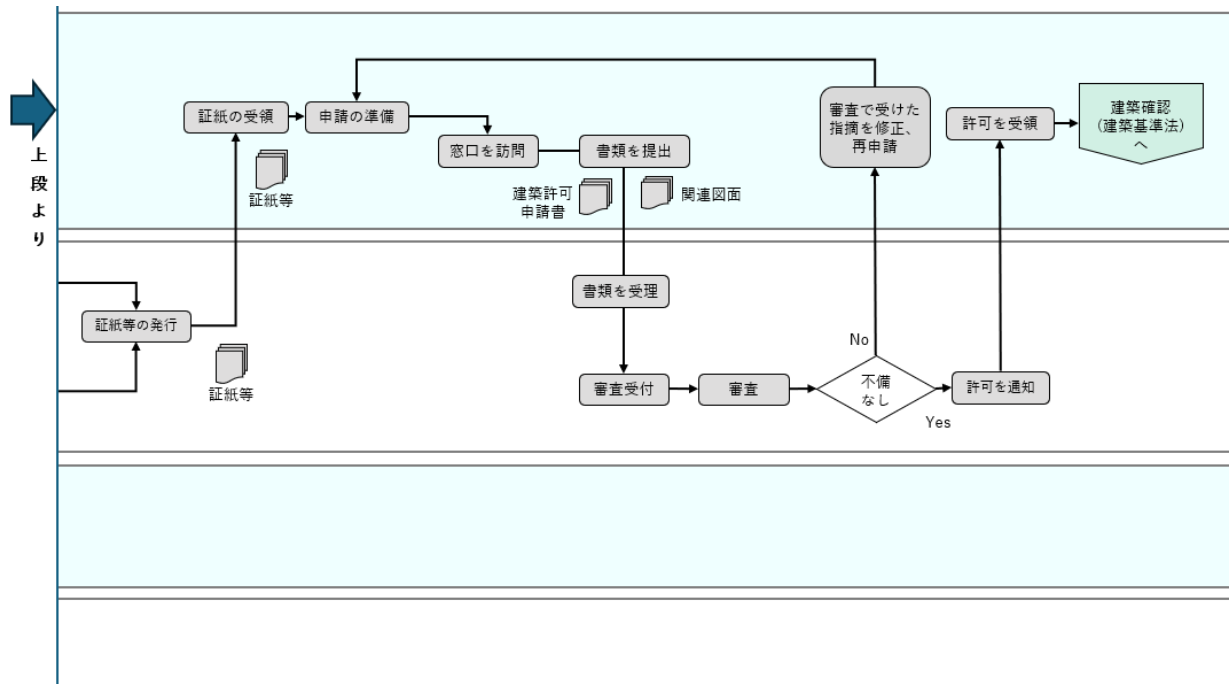 上段より
証紙の受領
申請の準備
窓口を訪問
書類を提出
審査で受けた
指摘を修正、
再申請
許可を受領
建築確認
(建築基準法)
へ
証紙等
建築許可
申請書
関連図面
証紙等の発行
証紙等
書類を受理
審査受付
審査
不備
なし
No
Yes
許可を通知